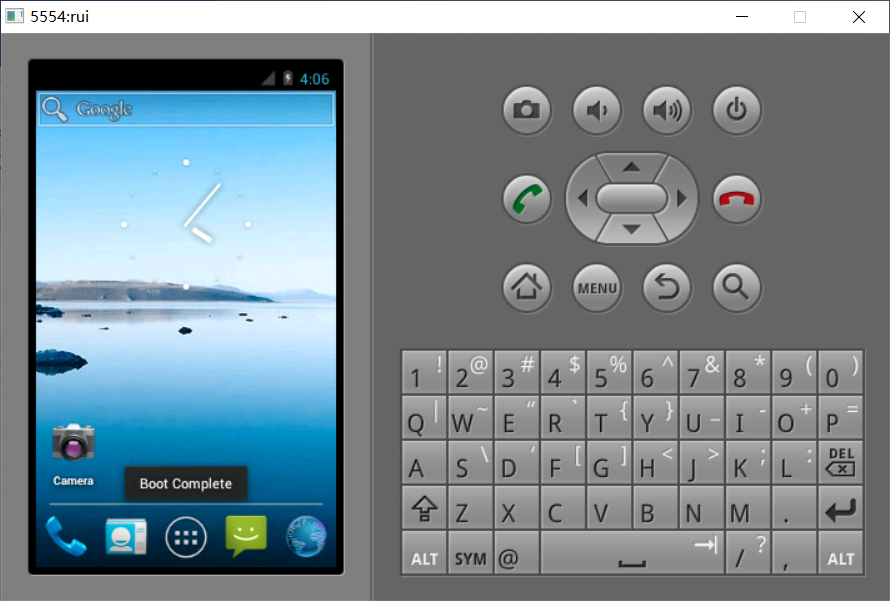 5554:rui
4:06
Google
Camera
Boot Complete
MENU
1 ! 2 @ 3 # 4 $ 5 % 6 ^ 7 & 8 * 9 ( 0 )
Q | W ~ E “ R ` T { Y } U _ I - O + P =
A S \ D ‘ F [ G ] H < J > K ; L : DEL
Z X C V B N M .
ALT SYM @ / ? , ALT